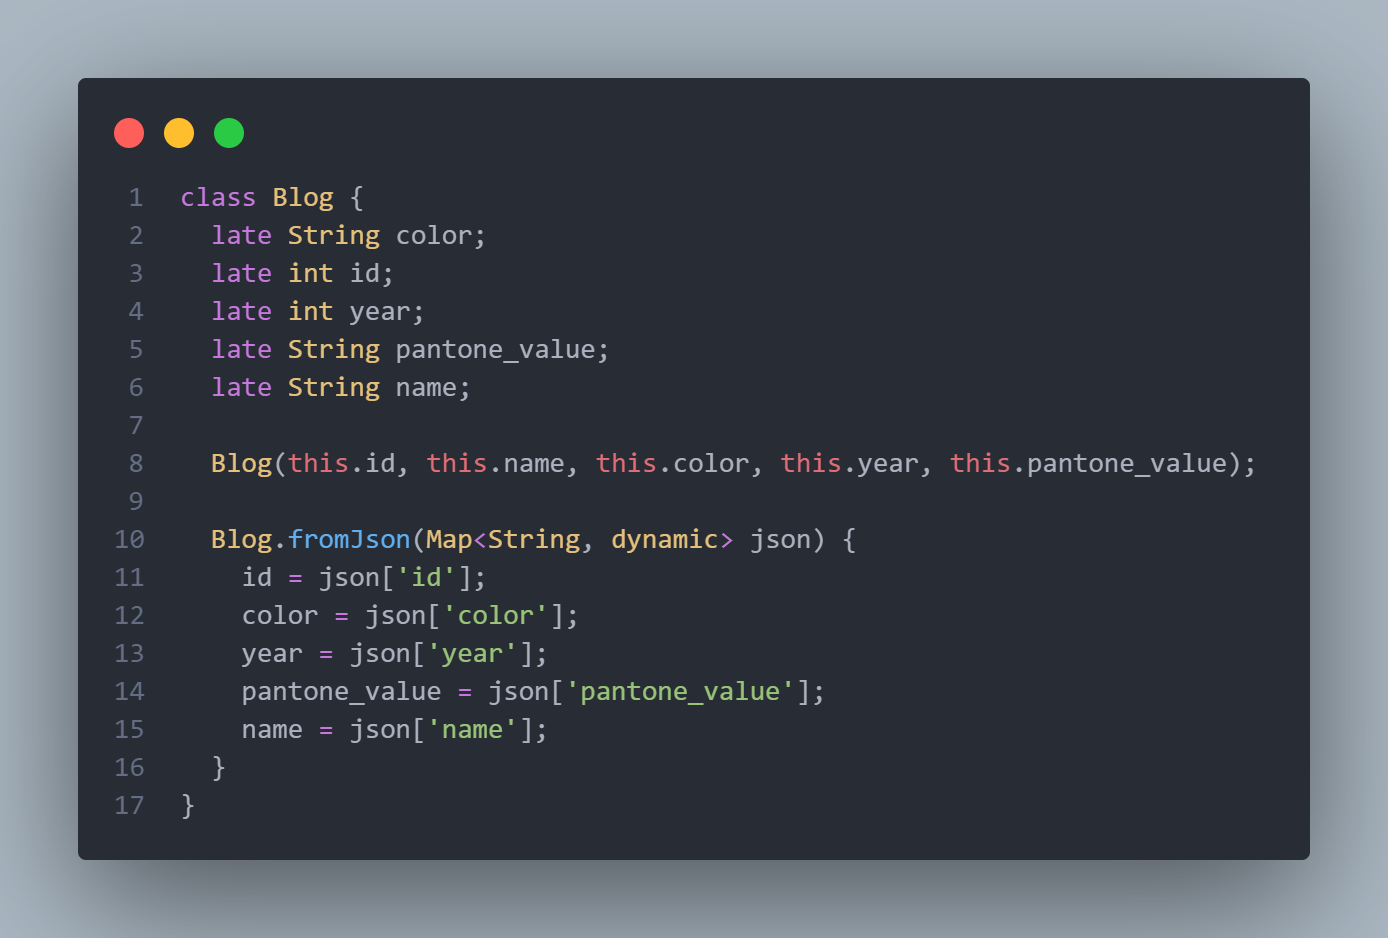 1 class Blog {
2   late String color;
3   late int id;
4   late int year;
5   late String pantone_value;
6   late String name;
7
8   Blog(this.id, this.name, this.color, this.year, this.pantone_value);
9
10   Blog.fromJson(Map<String, dynamic> json) {
11     id = json['id'];
12     color = json['color'];
13     year = json['year'];
14     pantone_value = json['pantone_value'];
15     name = json['name'];
16   }
17 }